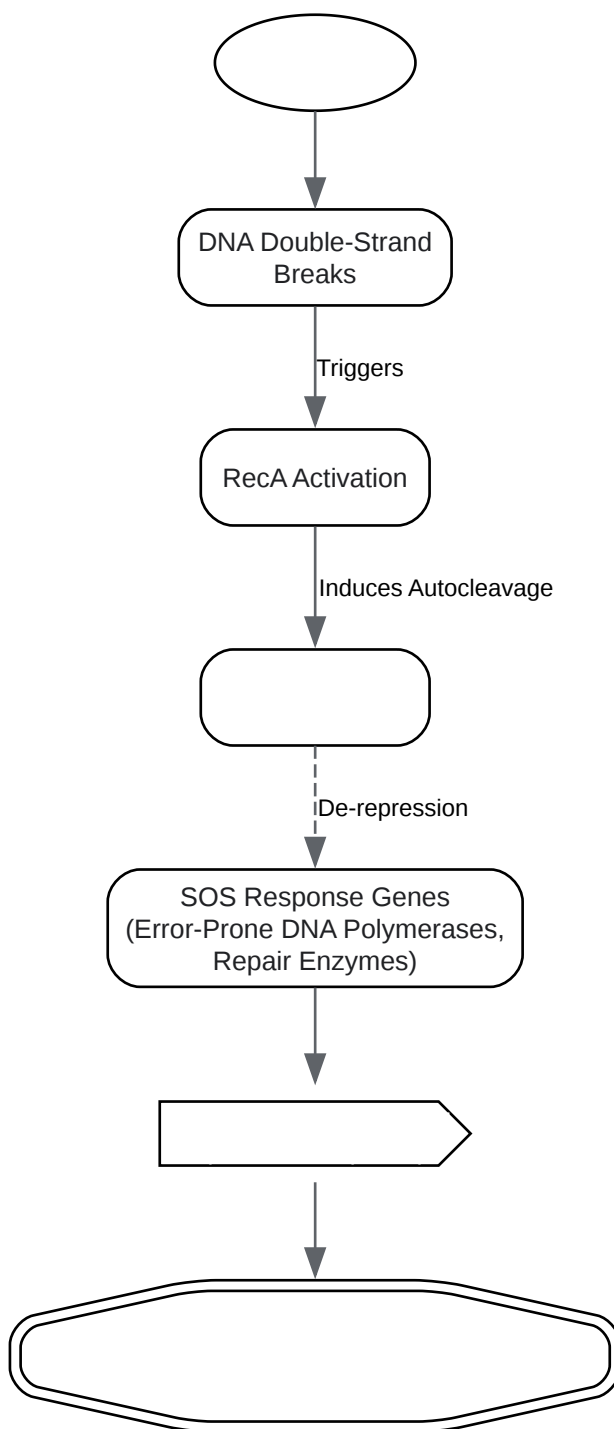 DNA Double-Strand
Breaks
Triggers
RecA Activation
Induces Autocleavage
De-repression
SOS Response Genes
(Error-Prone DNA Polymerases,
Repair Enzymes)